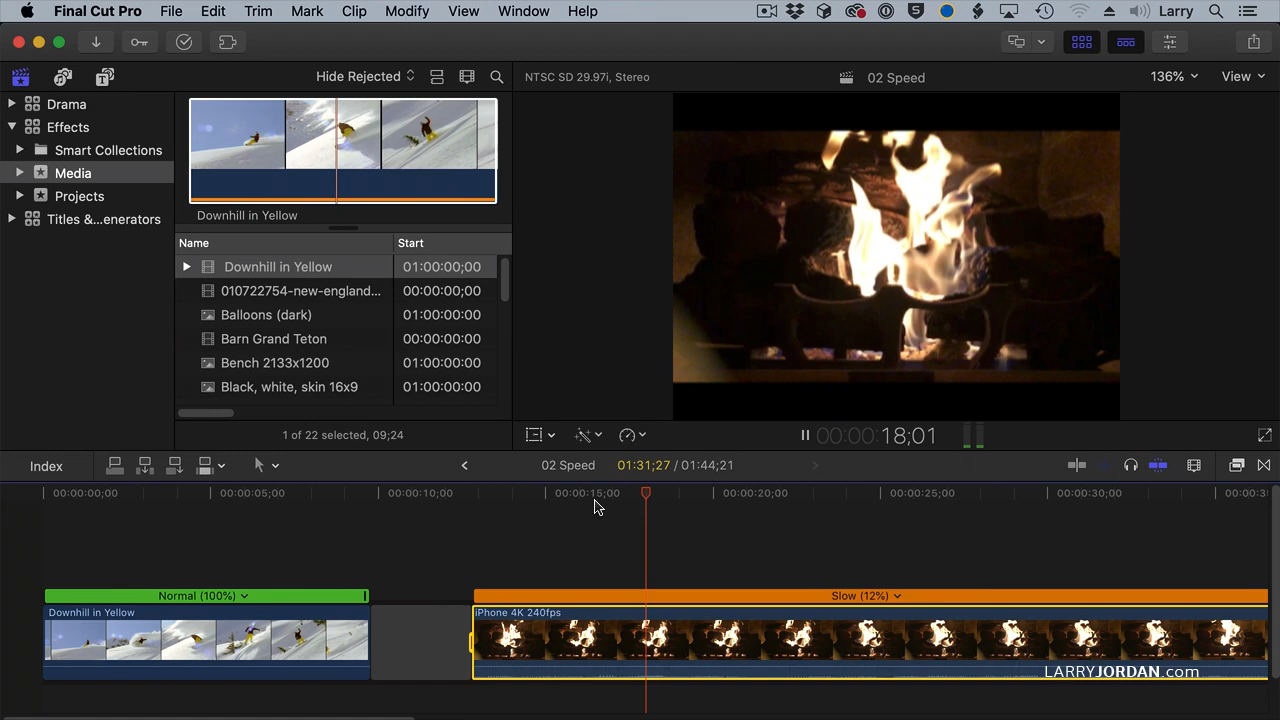 Final Cut Pro File Edit Trim Mark Clip Modify View Window Help Larry
Hide Rejected NTSC SD 29.97i, Stereo 02 Speed 136% View
Drama
Effects
Smart Collections
Media
Projects
Titles &...enerators
Downhill in Yellow
Name Start
Downhill in Yellow 01:00:00;00
010722754-new-england... 00:00:00;00
Balloons (dark) 01:00:00:00
Barn Grand Teton 00:00:00:00
Bench 2133x1200 01:00:00:00
Black, white, skin 16x9 01:00:00:00
1 of 22 selected, 09;24 00:00:18;01
Index 02 Speed 01:31;27 / 01:44;21
00:00:00;00 00:00:05;00 00:00:10;00 00:00:15;00 00:00:20;00 00:00:25;00 00:00:30;00
Normal (100%) Slow (12%)
Downhill in Yellow iPhone 4K 240fps
LARRYJORDAN.com